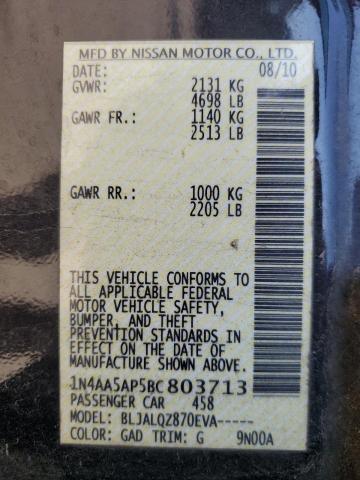 MFD BY NISSAN MOTOR CO., LTD.
DATE: 08/10
GVWR: 2131 KG
4698 LB
GAWR FR.: 1140 KG
2513 LB
GAWR RR.: 1000 KG
2205 LB
THIS VEHICLE CONFORMS TO
ALL APPLICABLE FEDERAL
MOTOR VEHICLE SAFETY,
BUMPER, AND THEFT
PREVENTION STANDARDS IN
EFFECT ON THE DATE OF
MANUFACTURE SHOWN ABOVE.
1N4AA5AP5BC803713
PASSENGER CAR 458
MODEL: BLJALQZ870EVA-----
COLOR: GAD TRIM: G 9N00A